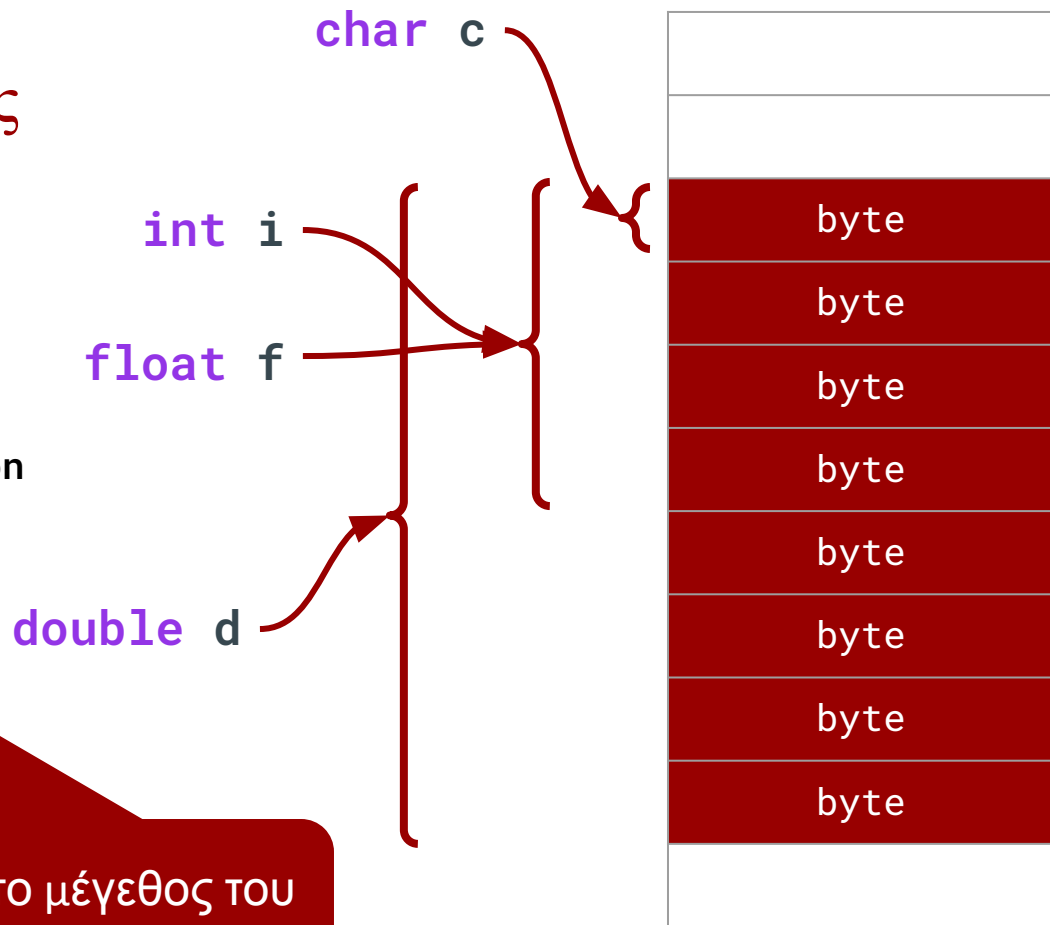 char c
ς
byte
int i
byte
float f
byte
byte
byte
double d
byte
byte
byte
το μέγεθος του